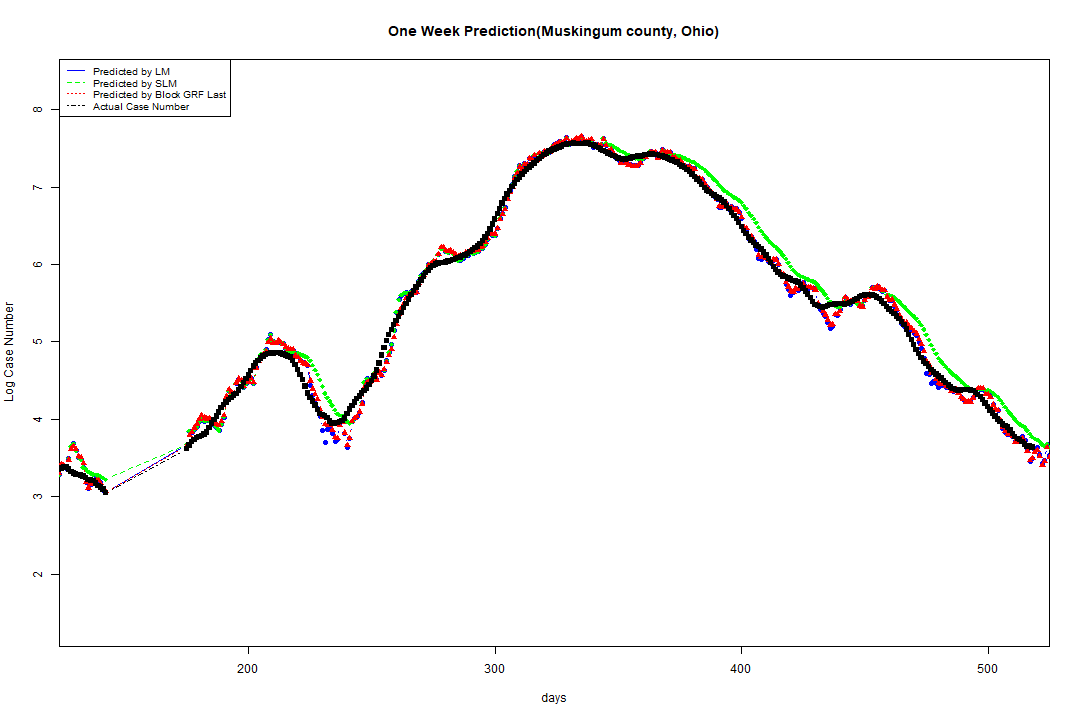 One Week Prediction(Muskingum county, Ohio)
Predicted by LM
Predicted by SLM
Predicted by Block GRF Last
Actual Case Number
8
7
6
5
4
3
2
Log Case Number
200 300 400 500
days